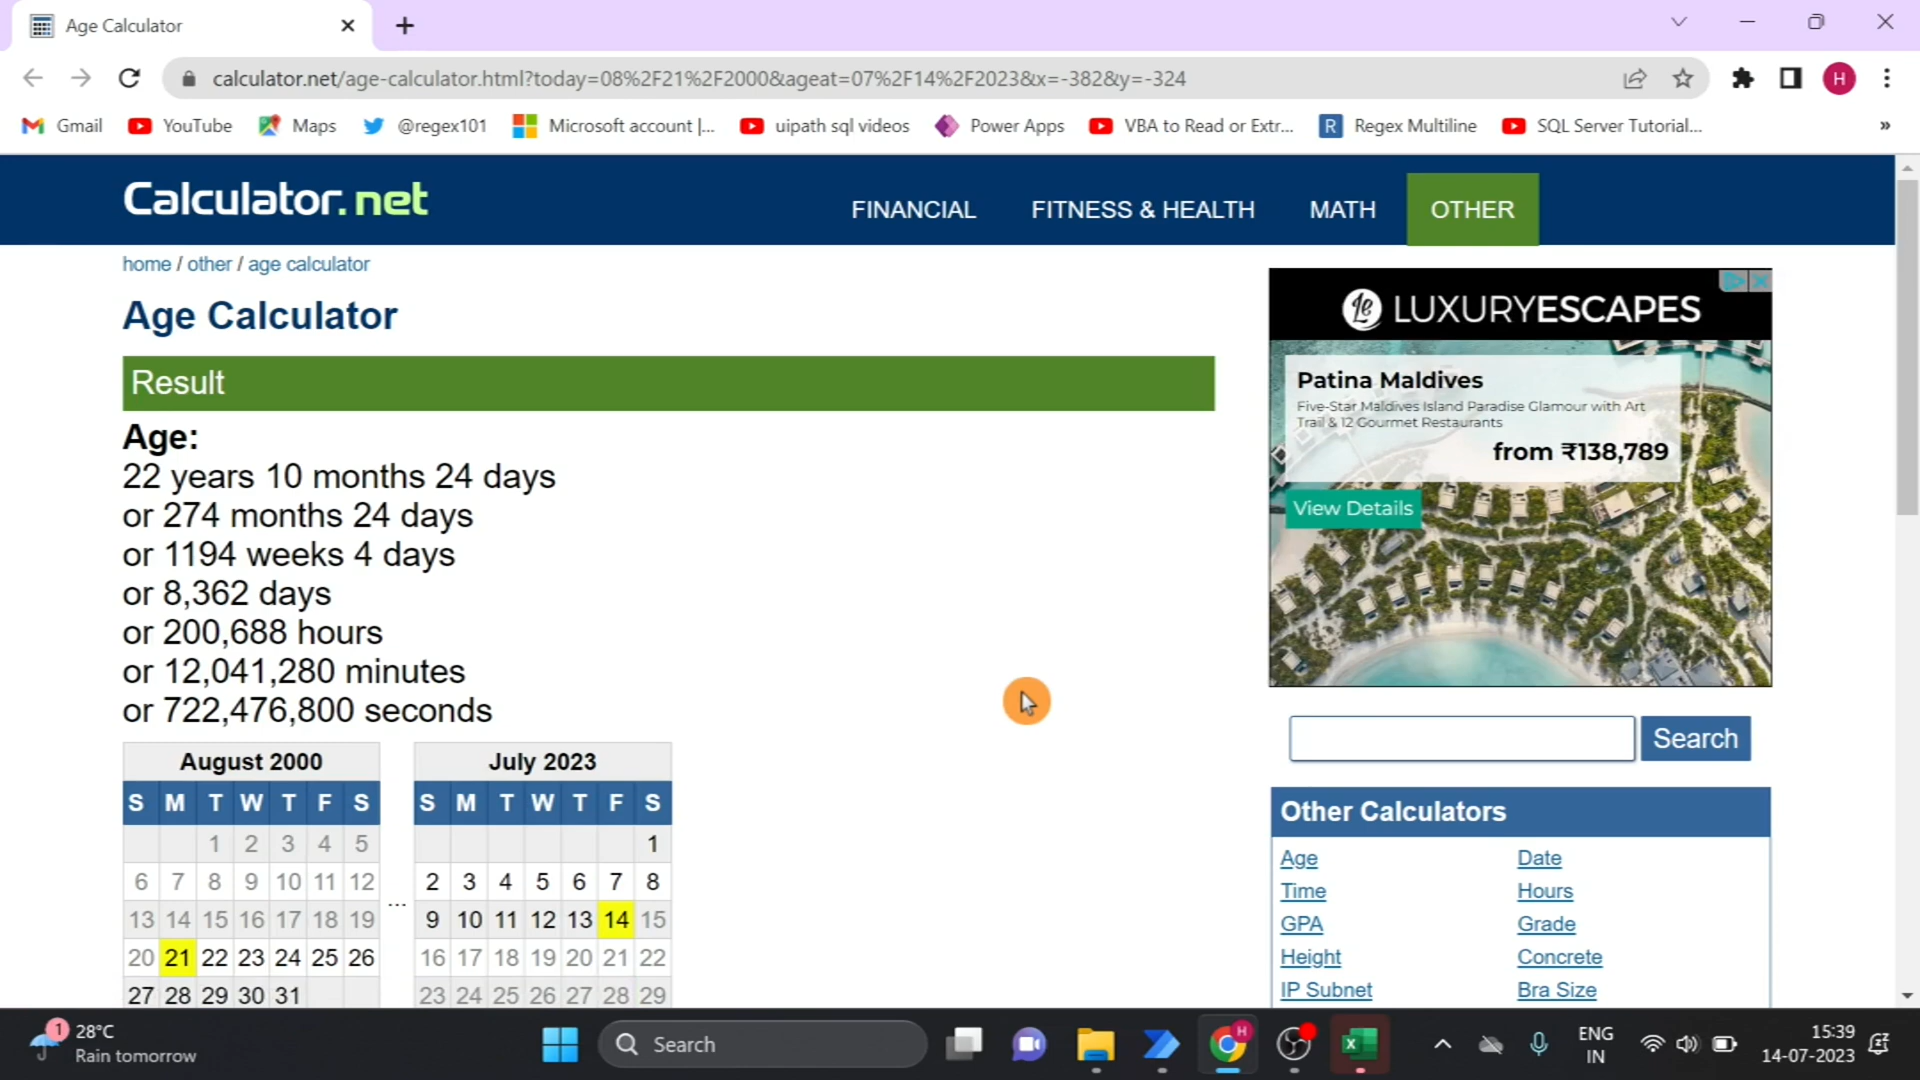 Age Calculator
calculator.net/age-calculator.html?today=08%2F21%2F2000&ageat=07%2F14%2F2023&x=-382&y=-324
H
Gmail YouTube Maps @regex101 Microsoft account |... uipath sql videos Power Apps VBA to Read or Extr... R Regex Multiline SQL Server Tutorial... »
Calculator.net
FINANCIAL FITNESS & HEALTH MATH OTHER
home / other / age calculator
Age Calculator
Result
Age:
22 years 10 months 24 days
or 274 months 24 days
or 1194 weeks 4 days
or 8,362 days
or 200,688 hours
or 12,041,280 minutes
or 722,476,800 seconds
August 2000
S M T W T F S
1 2 3 4 5
6 7 8 9 10 11 12
13 14 15 16 17 18 19
20 21 22 23 24 25 26
27 28 29 30 31
...
July 2023
S M T W T F S
1
2 3 4 5 6 7 8
9 10 11 12 13 14 15
16 17 18 19 20 21 22
23 24 25 26 27 28 29
le LUXURYESCAPES
Patina Maldives
Five-Star Maldives Island Paradise Glamour with Art
Trail & 12 Gourmet Restaurants
from ₹138,789
View Details
Search
Other Calculators
Age Date
Time Hours
GPA Grade
Height Concrete
IP Subnet Bra Size
1
28°C
Rain tomorrow
Search
H
X
ENG
IN
15:39
14-07-2023